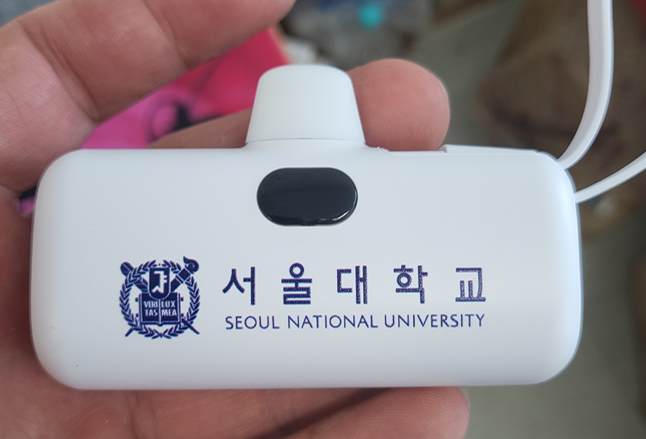 VERI LUX
TAS MEA
서울대학교
SEOUL NATIONAL UNIVERSITY